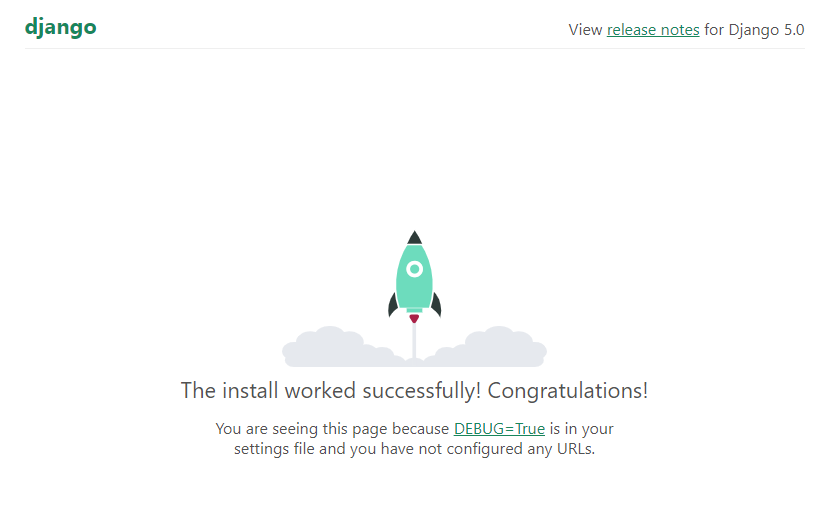 django
View release notes for Django 5.0
The install worked successfully! Congratulations!
You are seeing this page because DEBUG=True is in your
settings file and you have not configured any URLs.